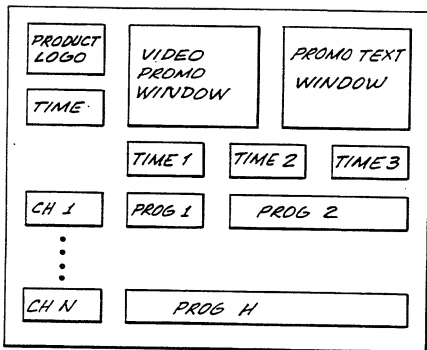 PRODUCT
LOGO
VIDEO
PROMO
WINDOW
PROMO TEXT
WINDOW
TIME
TIME 1
TIME 2
TIME 3
CH 1
PROG 1
PROG 2
CH N
PROG H